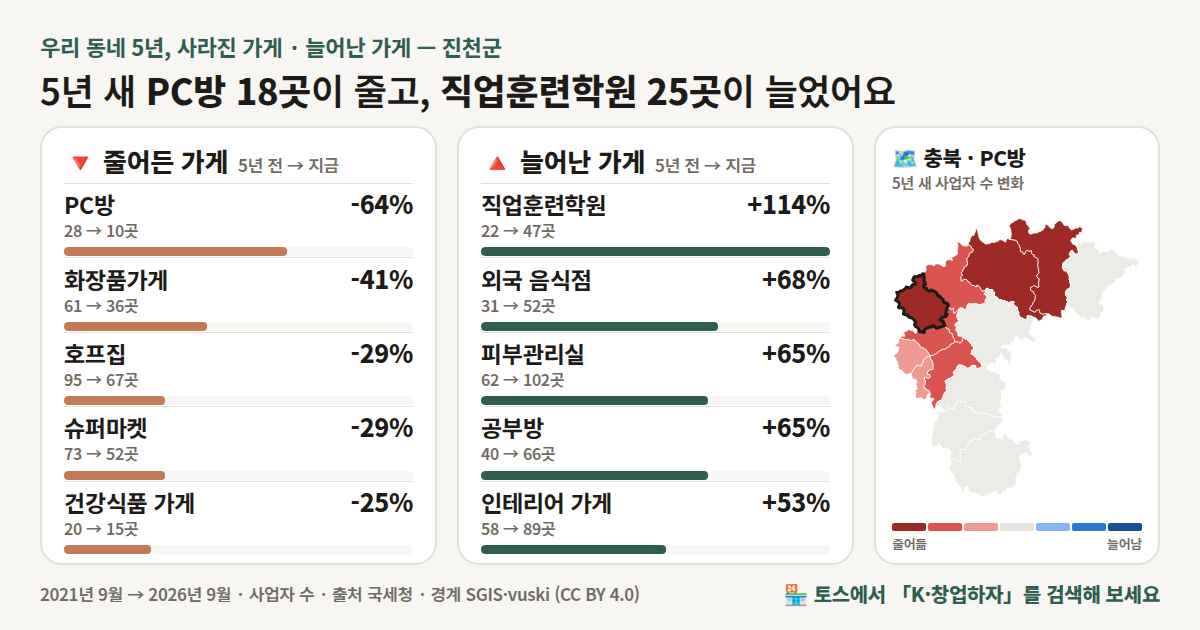 우리 동네 5년, 사라진 가게 · 늘어난 가게 — 진천군
5년 새 PC방 18곳이 줄고, 직업훈련학원 25곳이 늘었어요
🔻 줄어든 가게 5년 전 → 지금
PC방 -64%
28 → 10곳
화장품가게 -41%
61 → 36곳
호프집 -29%
95 → 67곳
슈퍼마켓 -29%
73 → 52곳
건강식품 가게 -25%
20 → 15곳
🔺 늘어난 가게 5년 전 → 지금
직업훈련학원 +114%
22 → 47곳
외국 음식점 +68%
31 → 52곳
피부관리실 +65%
62 → 102곳
공부방 +65%
40 → 66곳
인테리어 가게 +53%
58 → 89곳
🗺️ 충북 · PC방
5년 새 사업자 수 변화
줄어듦 늘어남
2021년 9월 → 2026년 9월 · 사업자 수 · 출처 국세청 · 경계 SGIS·vuski (CC BY 4.0)
🏪 토스에서 「K·창업하자」를 검색해 보세요